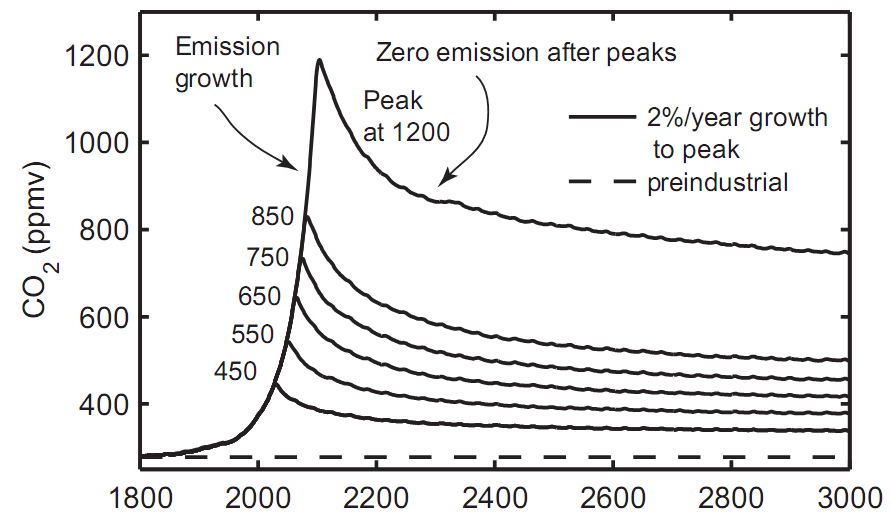 Emission
growth
Zero emission after peaks
Peak
at 1200
2%/year growth
to peak
preindustrial
850
750
650
550
450
CO2 (ppmv)
1200
1000
800
600
400
1800 2000 2200 2400 2600 2800 3000